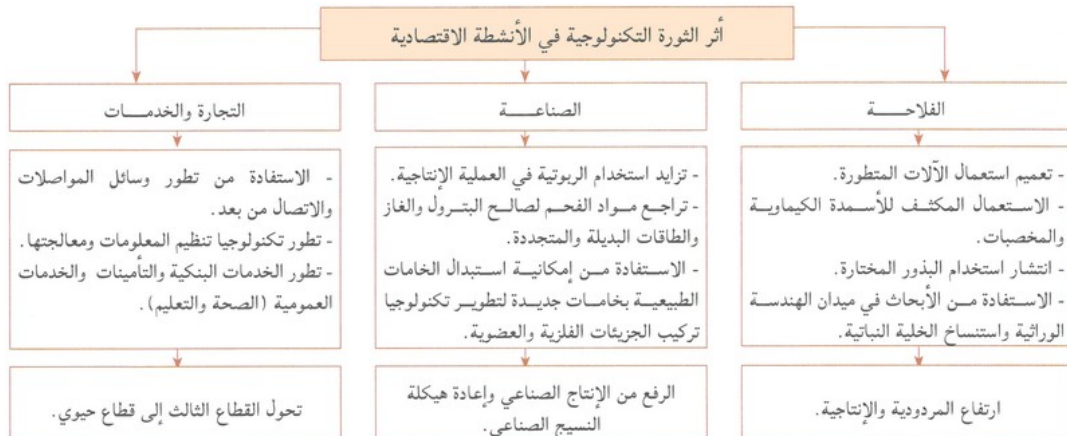 أثر الثورة التكنولوجية في الأنشطة الاقتصادية
الفلاحـــــة
- تعميم استعمال الآلات المتطورة.
- الاستعمال المكثف للأسمدة الكيماوية
والمخصبات.
- انتشار استخدام البذور المختارة.
- الاستفادة من الأبحاث في ميدان الهندسة
الوراثية واستنساخ الخلية النباتية.
ارتفاع المردودية والإنتاجية.
الصناعـــــة
- تزايد استخدام الربوتية في العملية الإنتاجية.
- تراجع مواد الفحم لصالح البترول والغاز
والطاقات البديلة والمتجددة.
- الاستفادة من إمكانية استبدال الخامات
الطبيعية بخامات جديدة لتطوير تكنولوجيا
تركيب الجزيئات الفلزية والعضوية.
الرفع من الإنتاج الصناعي وإعادة هيكلة
النسيج الصناعي.
التجارة والخدمـــات
- الاستفادة من تطور وسائل المواصلات
والاتصال من بعد.
- تطور تكنولوجيا تنظيم المعلومات ومعالجتها.
- تطور الخدمات البنكية والتأمينات والخدمات
العمومية (الصحة والتعليم).
تحول القطاع الثالث إلى قطاع حيوي.